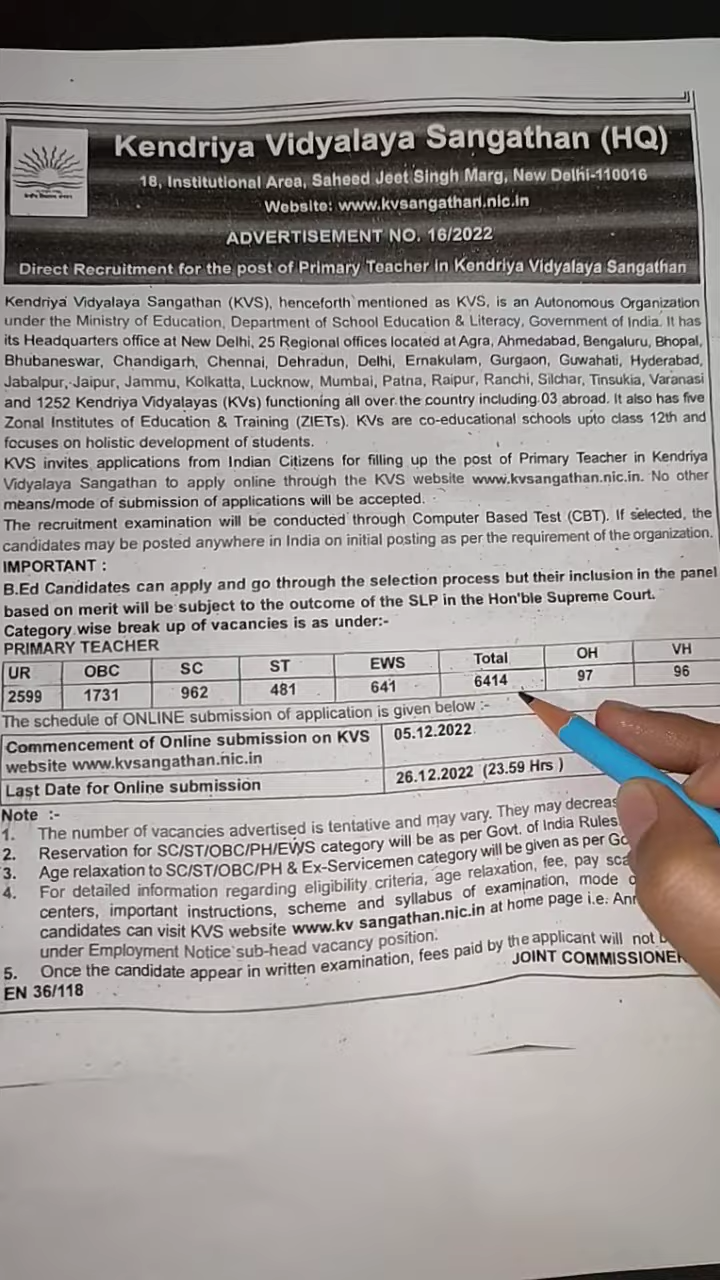 Kendriya Vidyalaya Sangathan (HQ)
18, Institutional Area, Saheed Jeet Singh Marg, New Delhi-110016
Website: www.kvsangathan.nic.in
ADVERTISEMENT NO. 16/2022
Direct Recruitment for the post of Primary Teacher in Kendriya Vidyalaya Sangathan
Kendriya Vidyalaya Sangathan (KVS), henceforth mentioned as KVS, is an Autonomous Organization
under the Ministry of Education, Department of School Education & Literacy, Government of India. It has
its Headquarters office at New Delhi, 25 Regional offices located at Agra, Ahmedabad, Bengaluru, Bhopal,
Bhubaneswar, Chandigarh, Chennai, Dehradun, Delhi, Ernakulam, Gurgaon, Guwahati, Hyderabad,
Jabalpur, Jaipur, Jammu, Kolkatta, Lucknow, Mumbai, Patna, Raipur, Ranchi, Silchar, Tinsukia, Varanasi
and 1252 Kendriya Vidyalayas (KVs) functioning all over the country including 03 abroad. It also has five
Zonal Institutes of Education & Training (ZIETs). KVs are co-educational schools upto class 12th and
focuses on holistic development of students.
KVS invites applications from Indian Citizens for filling up the post of Primary Teacher in Kendriya
Vidyalaya Sangathan to apply online through the KVS website www.kvsangathan.nic.in. No other
means/mode of submission of applications will be accepted.
The recruitment examination will be conducted through Computer Based Test (CBT). If selected, the
candidates may be posted anywhere in India on initial posting as per the requirement of the organization.
IMPORTANT :
B.Ed Candidates can apply and go through the selection process but their inclusion in the panel
based on merit will be subject to the outcome of the SLP in the Hon'ble Supreme Court.
Category wise break up of vacancies is as under:-
PRIMARY TEACHER
UR OBC SC ST EWS Total OH VH
2599 1731 962 481 641 6414 97 96
The schedule of ONLINE submission of application is given below :-
Commencement of Online submission on KVS 05.12.2022
website www.kvsangathan.nic.in
Last Date for Online submission 26.12.2022 (23.59 Hrs )
Note :-
1. The number of vacancies advertised is tentative and may vary. They may decreas
2. Reservation for SC/ST/OBC/PH/EWS category will be as per Govt. of India Rules.
3. Age relaxation to SC/ST/OBC/PH & Ex-Servicemen category will be given as per Go
4. For detailed information regarding eligibility criteria, age relaxation, fee, pay sca
centers, important instructions, scheme and syllabus of examination, mode o
candidates can visit KVS website www.kv sangathan.nic.in at home page i.e. Ann
under Employment Notice sub-head vacancy position.
5. Once the candidate appear in written examination, fees paid by the applicant will not b
JOINT COMMISSIONER
EN 36/118